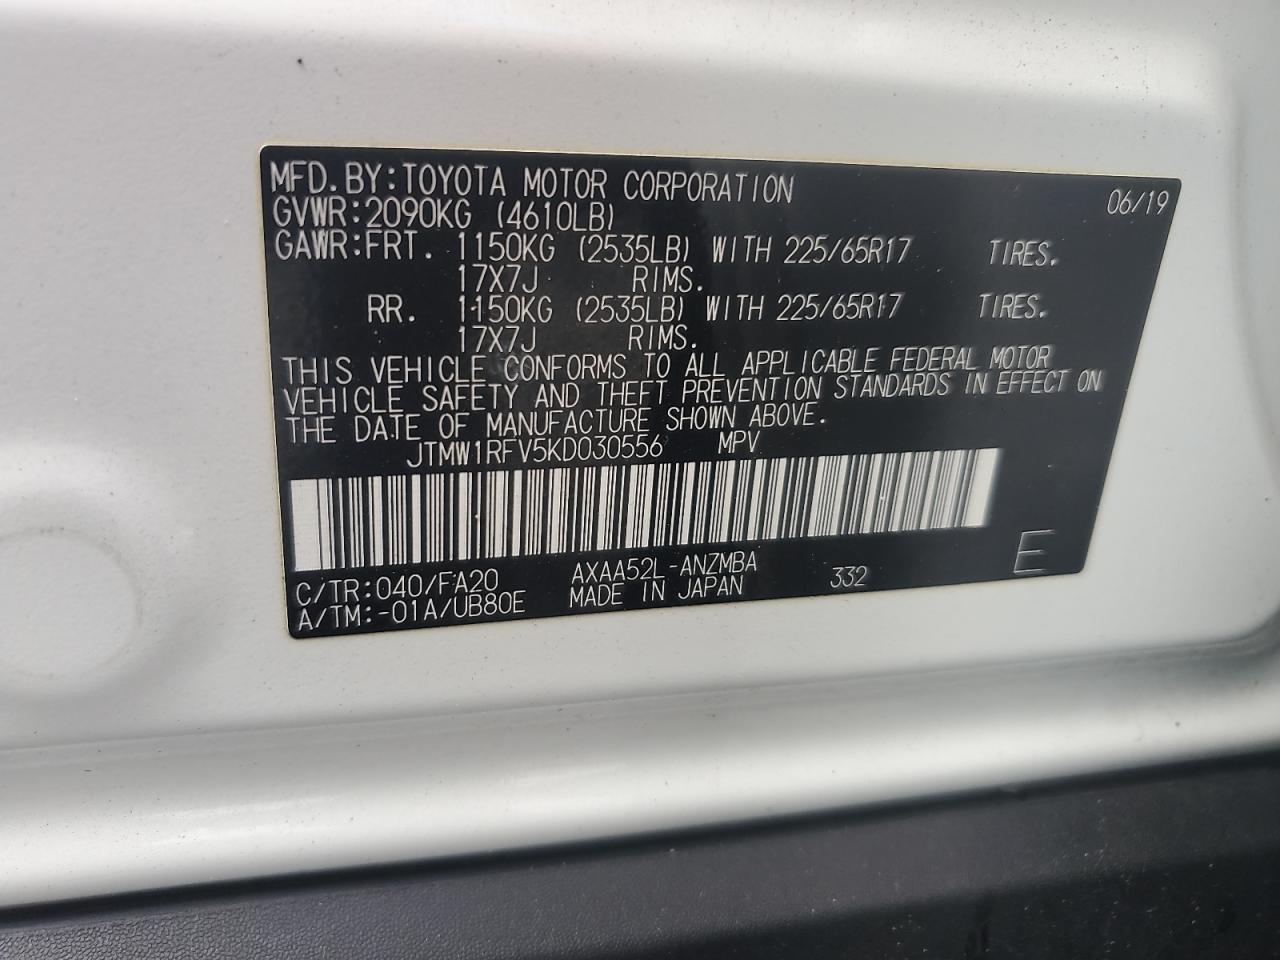 MFD.BY:TOYOTA MOTOR CORPORATION 06/19
GVWR:2090KG (4610LB)
GAWR:FRT. 1150KG (2535LB) WITH 225/65R17 TIRES.
17X7J RIMS.
RR. 1150KG (2535LB) WITH 225/65R17 TIRES.
17X7J RIMS.
THIS VEHICLE CONFORMS TO ALL APPLICABLE FEDERAL MOTOR
VEHICLE SAFETY AND THEFT PREVENTION STANDARDS IN EFFECT ON
THE DATE OF MANUFACTURE SHOWN ABOVE.
JTMW1RFV5KD030556 MPV
C/TR:040/FA20 AXAA52L-ANZMBA 332 E
A/TM:-01A/UB80E MADE IN JAPAN